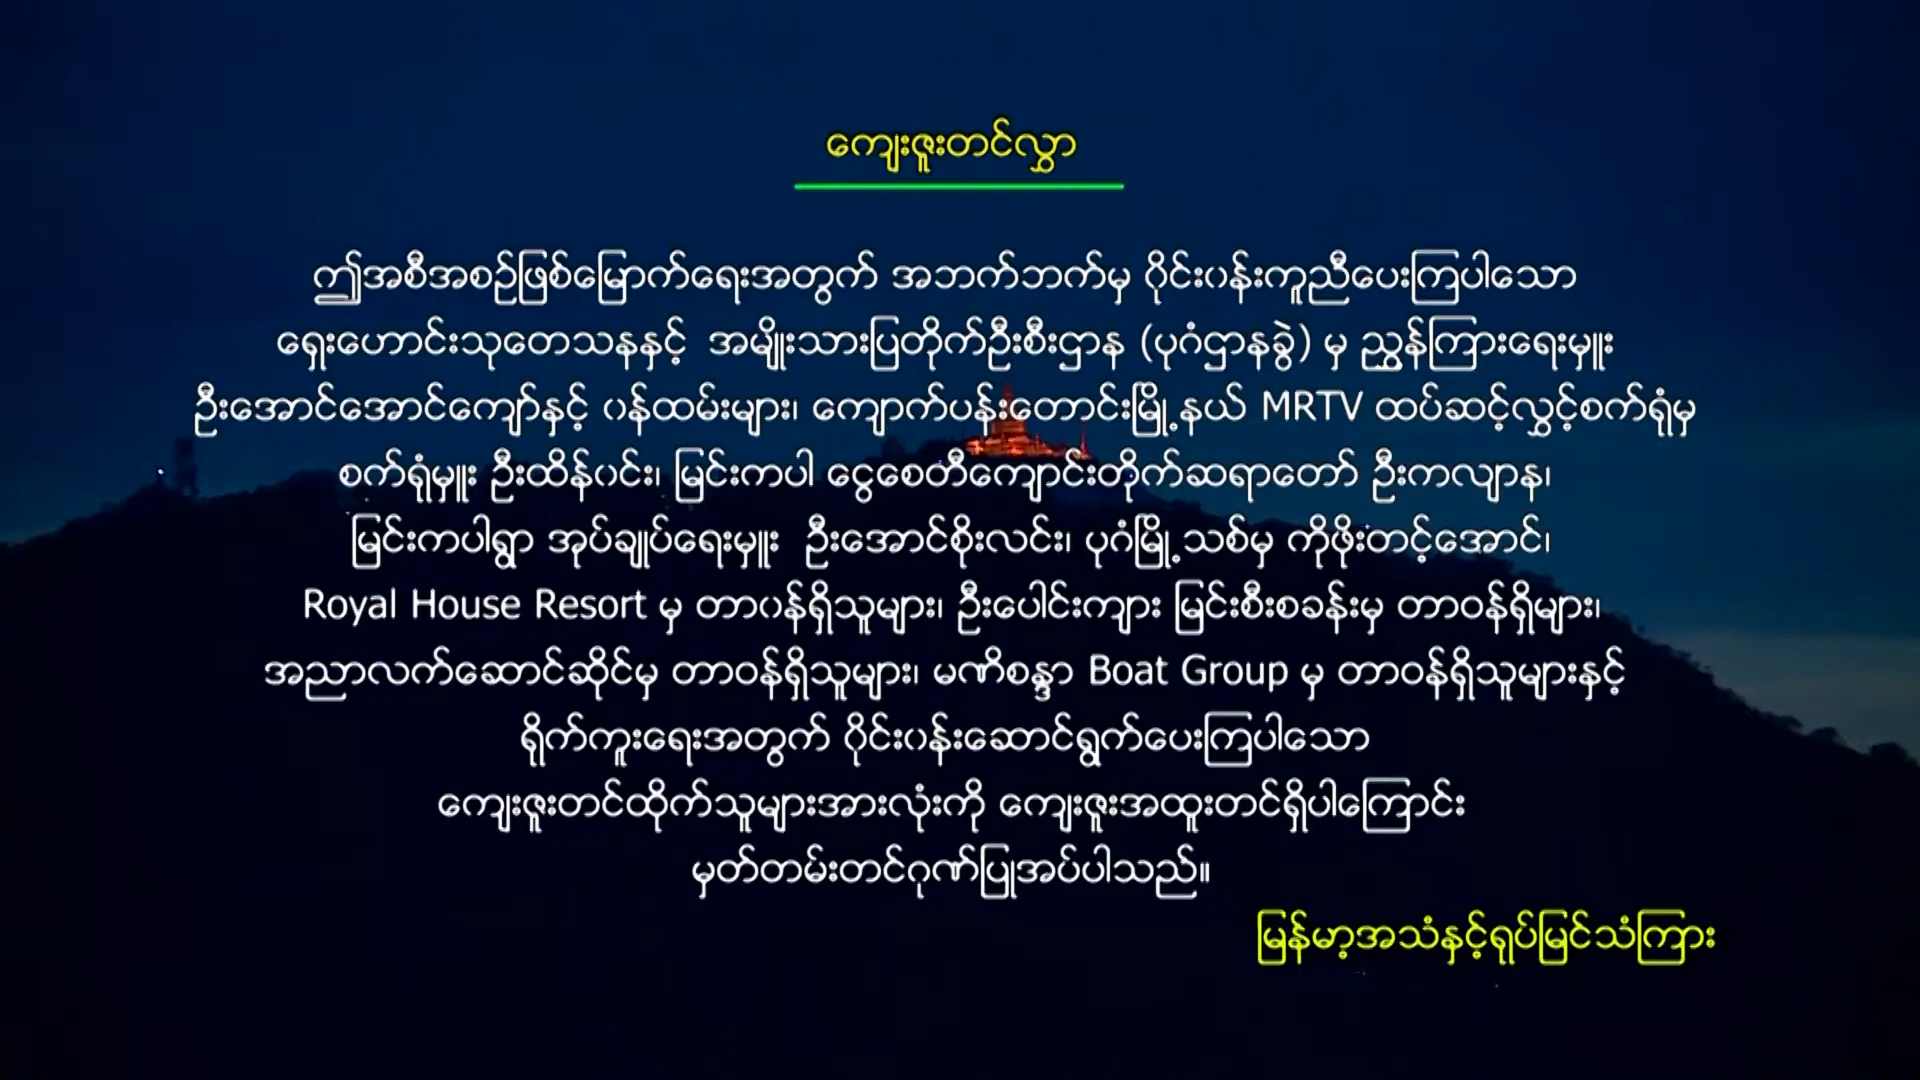 ကျေးဇူးတင်လွှာ
ဤအစီအစဉ်ဖြစ်မြောက်ရေးအတွက် အဘက်ဘက်မှ ဝိုင်းဝန်းကူညီပေးကြပါသော
ရှေးဟောင်းသုတေသနနှင့် အမျိုးသားပြတိုက်ဦးစီးဌာန (ပုဂံဌာနခွဲ) မှ ညွှန်ကြားရေးမှူး
ဦးအောင်အောင်ကျော်နှင့် ဝန်ထမ်းများ၊ ကျောက်ပန်းတောင်းမြို့နယ် MRTV ထပ်ဆင့်လွှင့်စက်ရုံမှ
စက်ရုံမှူး ဦးထိန်ဝင်း၊ မြင်းကပါ ငွေစေတီကျောင်းတိုက်ဆရာတော် ဦးကလျာန၊
မြင်းကပါရွာ အုပ်ချုပ်ရေးမှူး ဦးအောင်စိုးလင်း၊ ပုဂံမြို့သစ်မှ ကိုဖိုးတင့်အောင်၊
Royal House Resort မှ တာဝန်ရှိသူများ၊ ဦးပေါင်းကျား မြင်းစီးစခန်းမှ တာဝန်ရှိများ၊
အညာလက်ဆောင်ဆိုင်မှ တာဝန်ရှိသူများ၊ မဏိစန္ဒာ Boat Group မှ တာဝန်ရှိသူများနှင့်
ရိုက်ကူးရေးအတွက် ဝိုင်းဝန်းဆောင်ရွက်ပေးကြပါသော
ကျေးဇူးတင်ထိုက်သူများအားလုံးကို ကျေးဇူးအထူးတင်ရှိပါကြောင်း
မှတ်တမ်းတင်ဂုဏ်ပြုအပ်ပါသည်။
မြန်မာ့အသံနှင့်ရုပ်မြင်သံကြား